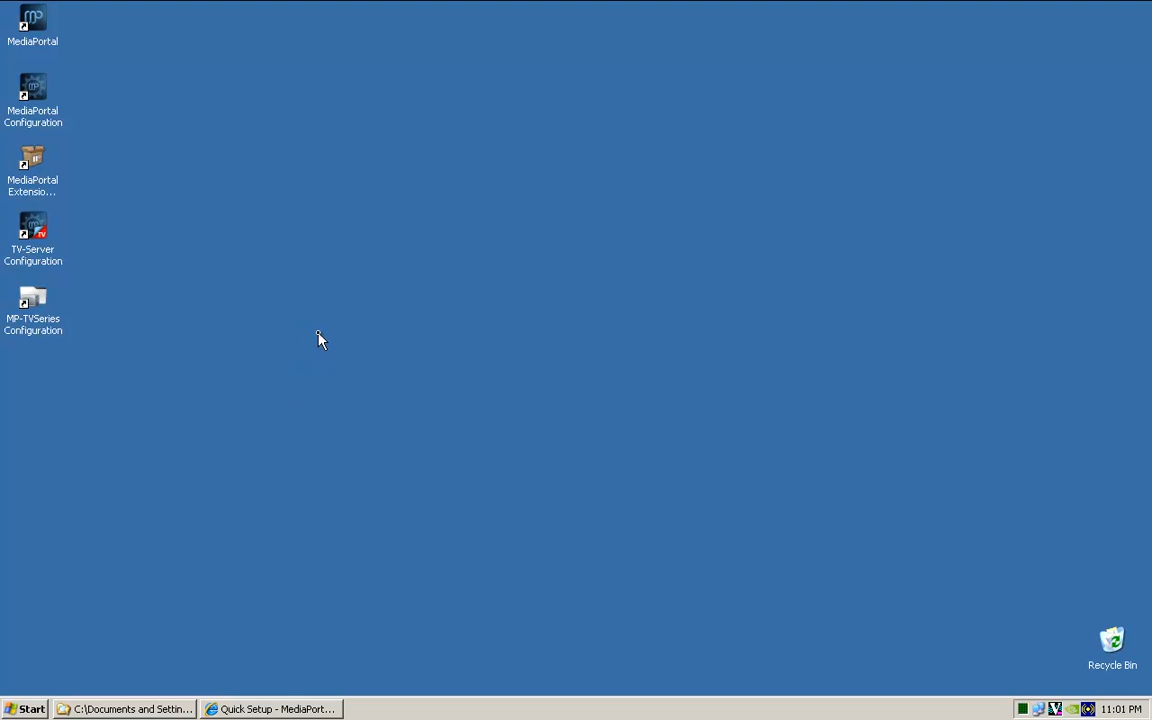 MediaPortal
MediaPortal
Configuration
MediaPortal
Extensio...
TV-Server
Configuration
MP-TVSeries
Configuration
Recycle Bin
Start
C:\Documents and Settin...
Quick Setup - MediaPort...
11:01 PM